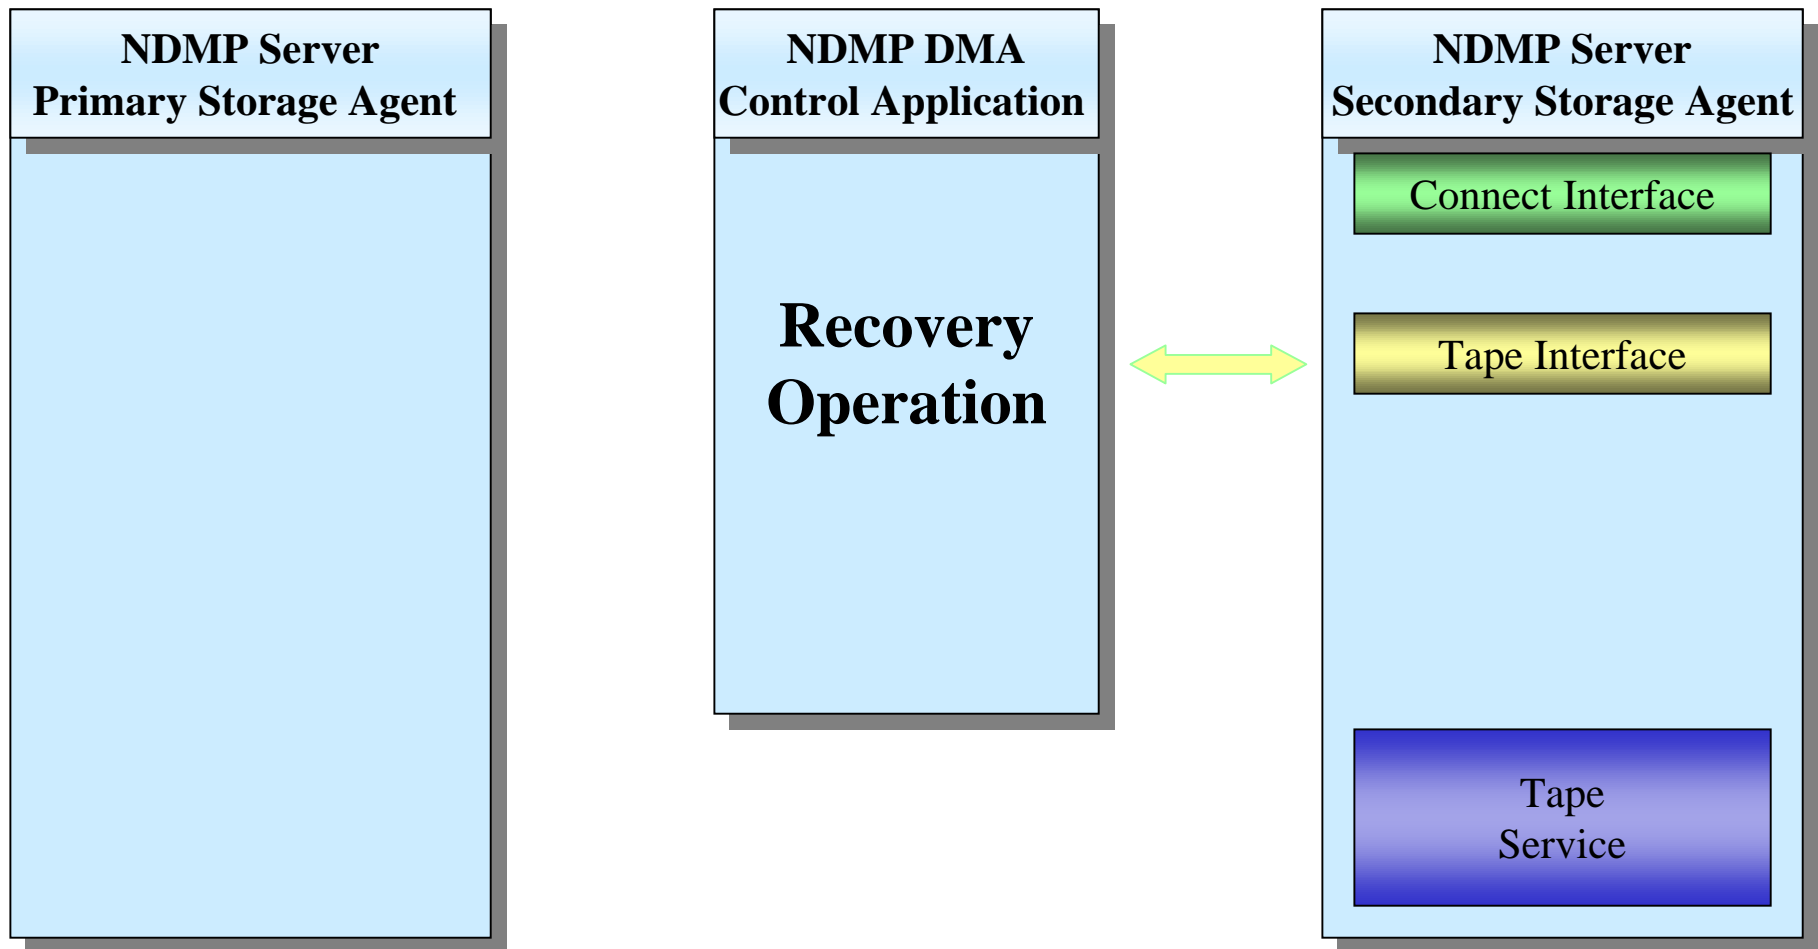 NDMP Server
Primary Storage Agent
NDMP DMA
Control Application
Recovery
Operation
NDMP Server
Secondary Storage Agent
Connect Interface
Tape Interface
Tape
Service